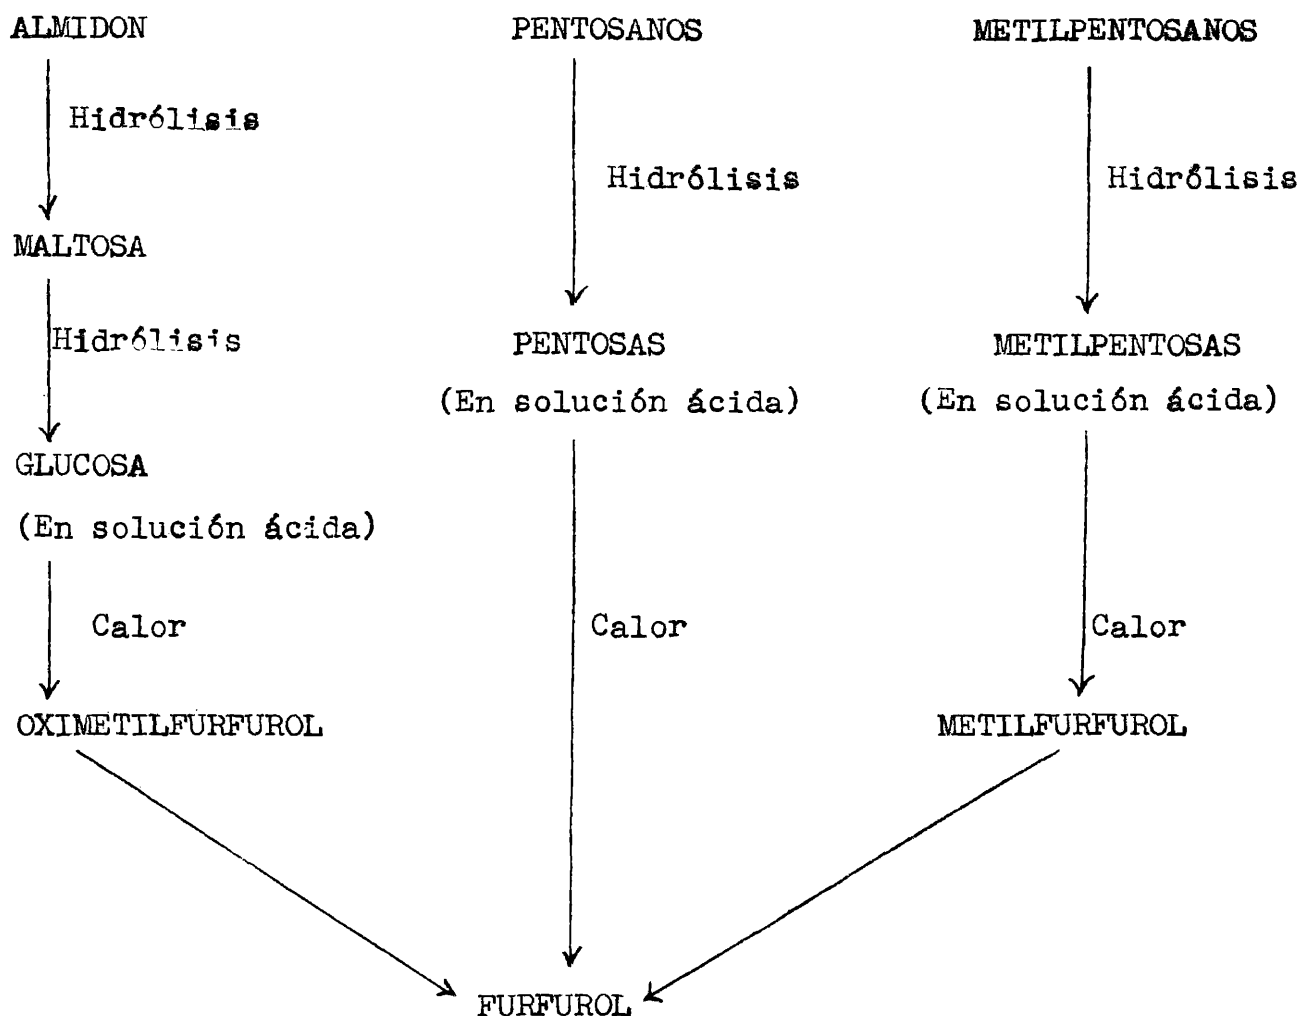 ALMIDON PENTOSANOS METILPENTOSANOS
Hidrólisis
Hidrólisis Hidrólisis
MALTOSA
Hidrólisis PENTOSAS METILPENTOSAS
(En solución ácida) (En solución ácida)
GLUCOSA
(En solución ácida)
Calor Calor Calor
OXIMETILFURFUROL METILFURFUROL
FURFUROL